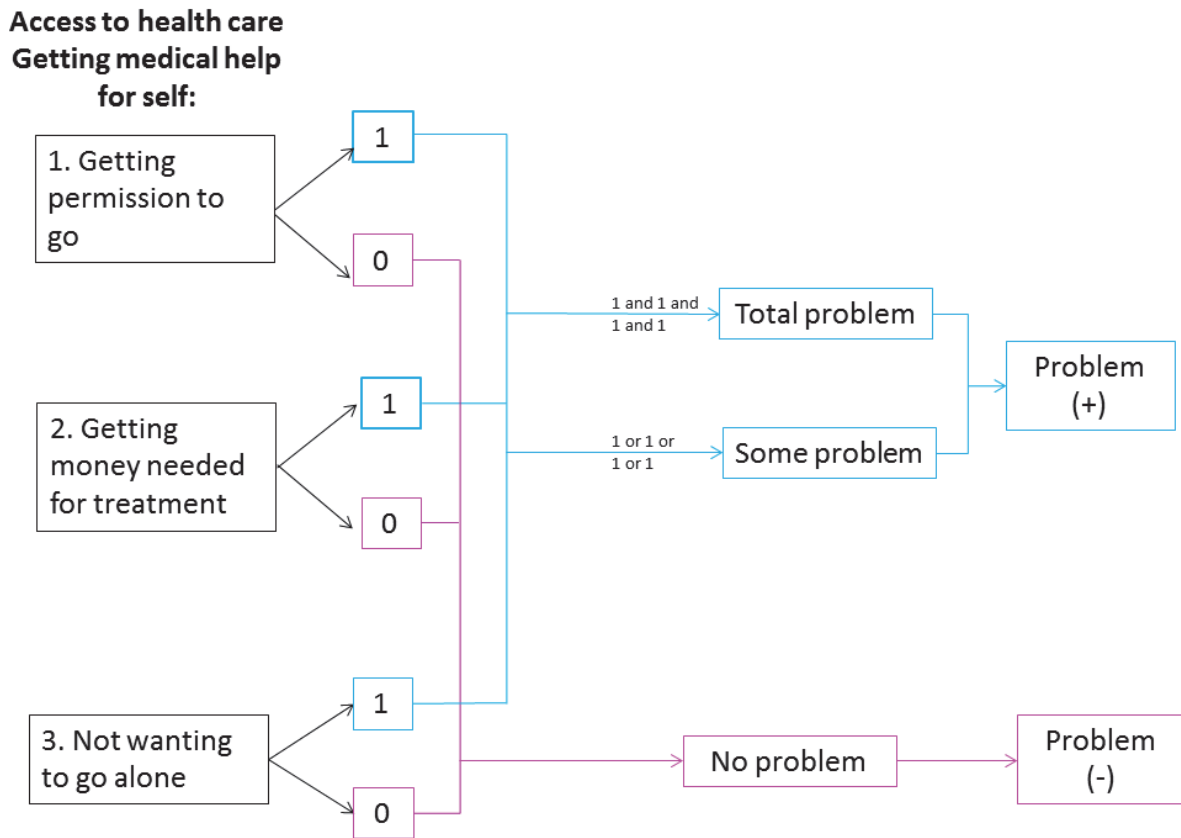 Access to health care
Getting medical help
for self:
1. Getting
permission to
go
1
0
2. Getting
money needed
for treatment
1
0
3. Not wanting
to go alone
1
0
1 and 1 and
1 and 1
Total problem
1 or 1 or
1 or 1
Some problem
Problem
(+)
No problem
Problem
(-)